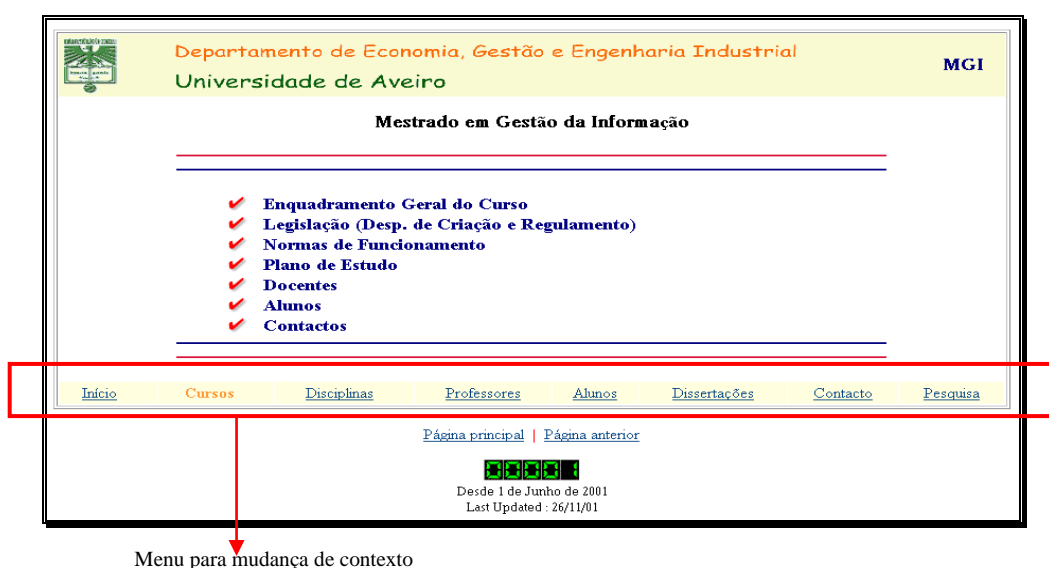 Departamento de Economia, Gestão e Engenharia Industrial
Universidade de Aveiro
MGI
Mestrado em Gestão da Informação
Enquadramento Geral do Curso
Legislação (Desp. de Criação e Regulamento)
Normas de Funcionamento
Plano de Estudo
Docentes
Alunos
Contactos
Início Cursos Disciplinas Professores Alunos Dissertações Contacto Pesquisa
Página principal | Página anterior
00001
Desde 1 de Junho de 2001
Last Updated : 26/11/01
Menu para mudança de contexto